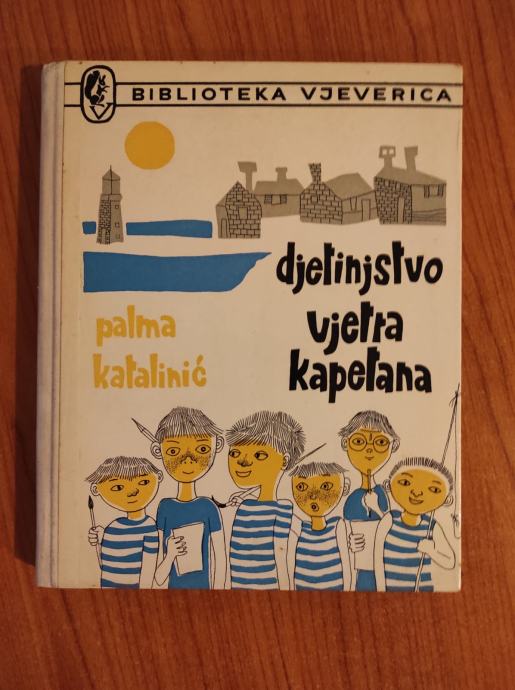 BIBLIOTEKA VJEVERICA
djetinjstvo
vjetra
kapetana
palma
katalinić